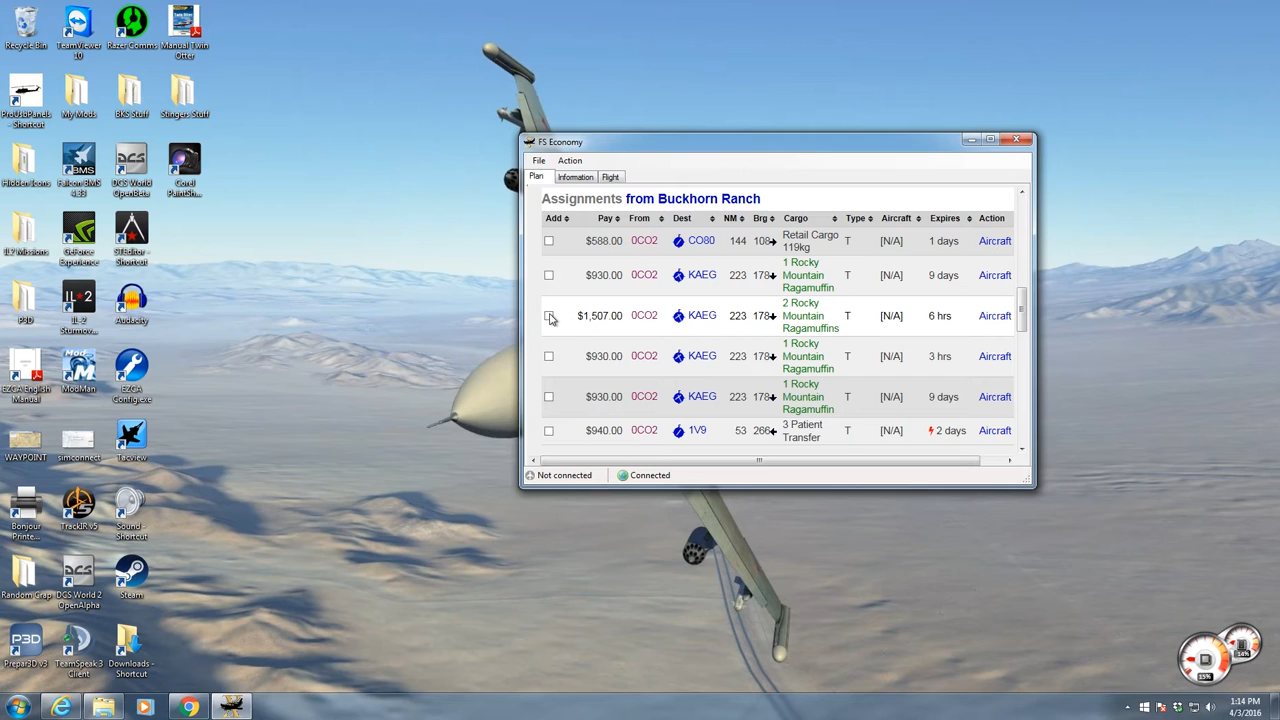 Recycle Bin
TeamViewer 10
Razer Comms
Manual Twin Otter
ProUsbPanels - Shortcut
My Mods
BKS Stuff
Stingers Stuff
Hidden Icons
Falcon BMS 4.33
DCS World OpenBeta
Corel PaintSh...
IL2 Missions
GeForce Experience
STEditor - Shortcut
P3D
IL-2 Sturmov...
Audacity
EZCA English Manual
ModMan
EZCA Config.exe
WAYPOINT
simconnect
Tacview
Bonjour Printe...
TrackIR v5
Sound - Shortcut
Random Crap
DCS World 2 OpenAlpha
Steam
Prepar3D v3
TeamSpeak 3 Client
Downloads - Shortcut
FS Economy
File Action
Plan Information Flight
Assignments from Buckhorn Ranch
Add Pay From Dest NM Brg Cargo Type Aircraft Expires Action
$588.00 0CO2 CO80 144 108 Retail Cargo 119kg T [N/A] 1 days Aircraft
$930.00 0CO2 KAEG 223 178 1 Rocky Mountain Ragamuffin T [N/A] 9 days Aircraft
$1,507.00 0CO2 KAEG 223 178 2 Rocky Mountain Ragamuffins T [N/A] 6 hrs Aircraft
$930.00 0CO2 KAEG 223 178 1 Rocky Mountain Ragamuffin T [N/A] 3 hrs Aircraft
$930.00 0CO2 KAEG 223 178 1 Rocky Mountain Ragamuffin T [N/A] 9 days Aircraft
$940.00 0CO2 1V9 53 266 3 Patient Transfer T [N/A] 2 days Aircraft
Not connected Connected
15%
14%
1:14 PM
4/3/2016